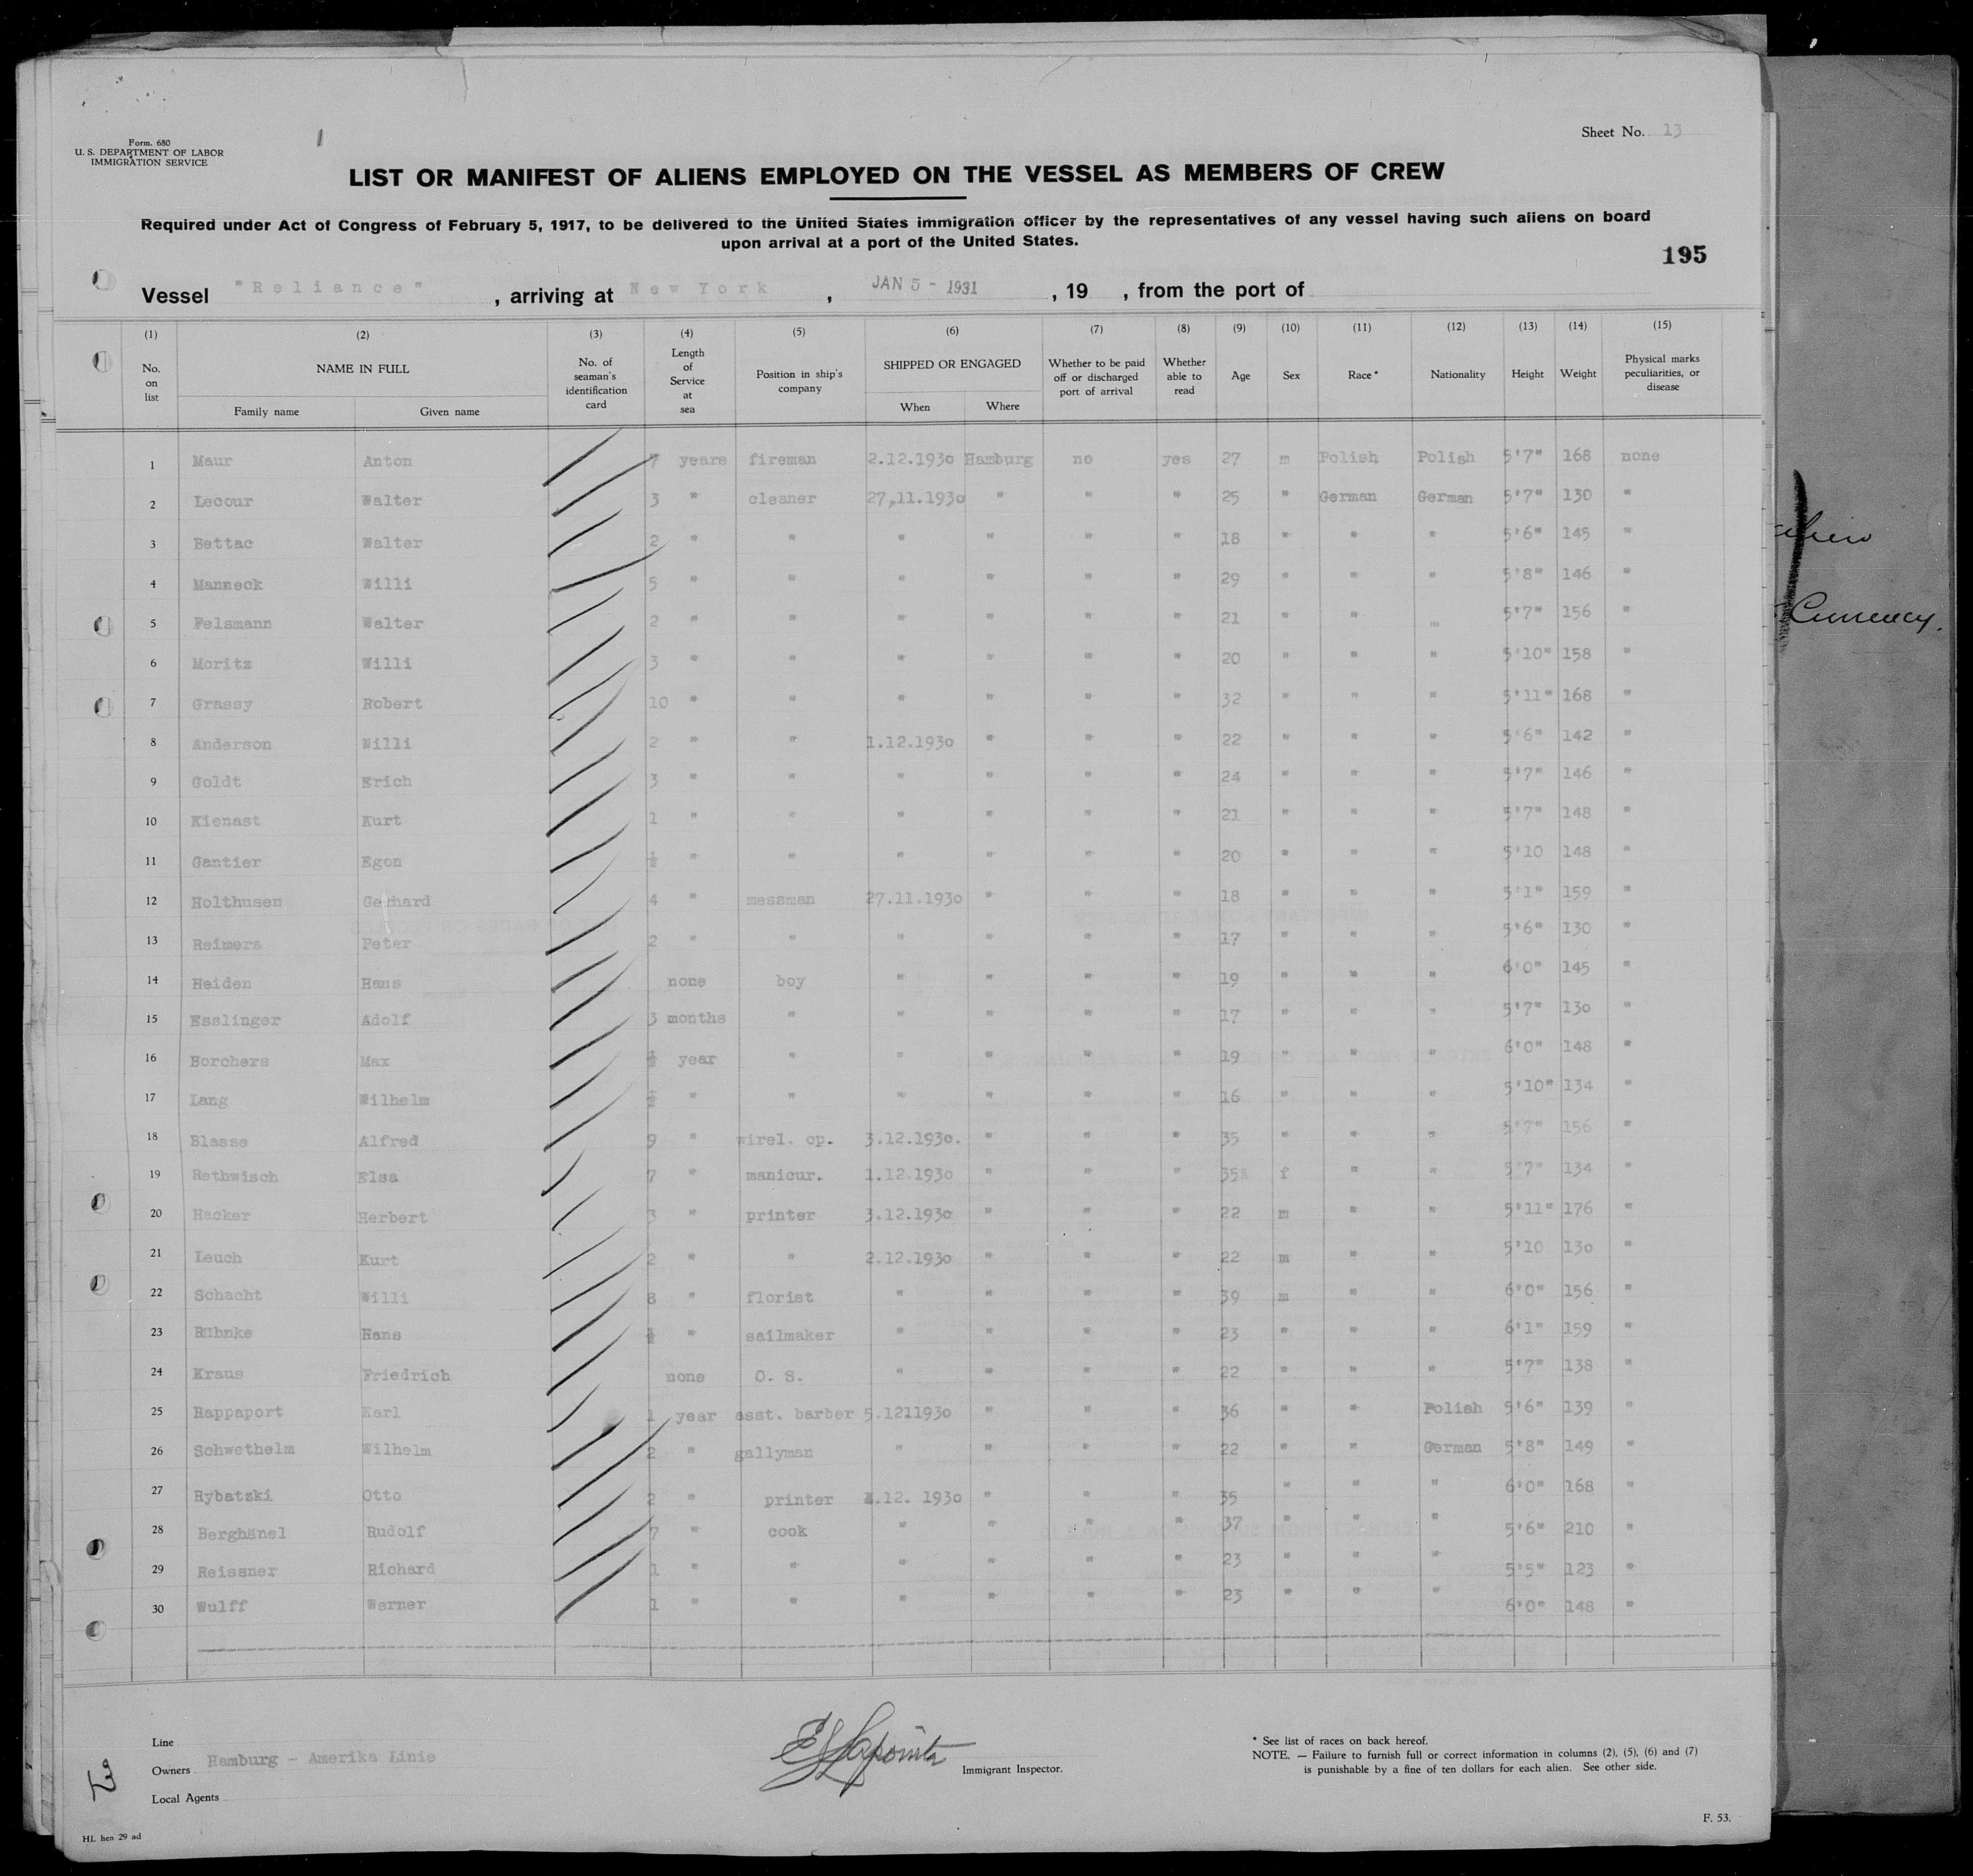 Form. 680
U. S. DEPARTMENT OF LABOR
IMMIGRATION SERVICE
Sheet No. 13
LIST OR MANIFEST OF ALIENS EMPLOYED ON THE VESSEL AS MEMBERS OF CREW
Required under Act of Congress of February 5, 1917, to be delivered to the United States immigration officer by the representatives of any vessel having such aliens on board
upon arrival at a port of the United States.
195
Vessel "Reliance" , arriving at New York , JAN 5 - 1931 , 19 , from the port of
(1) (2) (3) (4) (5) (6) (7) (8) (9) (10) (11) (12) (13) (14) (15)
No. on list NAME IN FULL Family name Given name No. of seaman's identification card Length of Service at sea Position in ship's company SHIPPED OR ENGAGED When Where Whether to be paid off or discharged port of arrival Whether able to read Age Sex Race* Nationality Height Weight Physical marks peculiarities, or disease
1 Maur Anton 7 years fireman 2.12.1930 Hamburg no yes 27 m Polish Polish 5'7" 168 none
2 Lecour Walter 3 " cleaner 27,11.1930 " " " 25 " German German 5'7" 130 "
3 Bettac Walter 2 " " " " " " 18 " " " 5'6" 145 "
4 Manneck Willi 5 " " " " " " 29 " " " 5'8" 146 "
5 Felsmann Walter 2 " " " " " " 21 " " " 5'7" 156 "
6 Moritz Willi 3 " " " " " " 20 " " " 5'10" 158 "
7 Grassy Robert 10 " " " " " " 32 " " " 5'11" 168 "
8 Anderson Willi 2 " " 1.12.1930 " " " 22 " " " 5'6" 142 "
9 Goldt Erich 3 " " " " " " 24 " " " 5'7" 146 "
10 Kienast Kurt 1 " " " " " " 21 " " " 5'7" 148 "
11 Gantier Egon ½ " " " " " " 20 " " " 5'10 148 "
12 Holthusen Gerhard 4 " messman 27.11.1930 " " " 18 " " " 5'1" 159 "
13 Reimers Peter 2 " " " " " " 17 " " " 5'6" 130 "
14 Heiden Hans none boy " " " " 19 " " " 6'0" 145 "
15 Esslinger Adolf 3 months " " " " " 17 " " " 5'7" 130 "
16 Borchers Max ½ year " " " " " 19 " " " 6'0" 148 "
17 Lang Wilhelm ½ " " " " " " 16 " " " 5'10" 134 "
18 Blasse Alfred 9 " wirel. op. 3.12.1930. " " " 35 " " " 5'7" 156 "
19 Rethwisch Elsa 7 " manicur. 1.12.1930 " " " 35 f " " 5'7" 134 "
20 Hacker Herbert 3 " printer 3.12.1930 " " " 22 m " " 5'11" 176 "
21 Leuch Kurt 2 " " 2.12.1930 " " " 22 m " " 5'10 130 "
22 Schacht Willi 8 " florist " " " " 39 m " " 6'0" 156 "
23 Rühnke Hans ½ " sailmaker " " " " 23 " " " 6'1" 159 "
24 Kraus Friedrich none O. S. " " " " 22 " " " 5'7" 138 "
25 Rappaport Karl 1 year asst. barber 5.1211930 " " " 36 " " Polish 5'6" 139 "
26 Schwethelm Wilhelm 2 " gallyman " " " " 22 " " German 5'8" 149 "
27 Rybatzki Otto 2 " printer .12. 1930 " " " 35 " " " 6'0" 168 "
28 Berghänel Rudolf 7 " cook " " " " 37 " " " 5'6" 210 "
29 Reissner Richard 1 " " " " " " 23 " " " 5'5" 123 "
30 Wulff Werner 1 " " " " " " 23 " " " 6'0" 148 "
Line
Owners Hamburg - Amerika Linie
Local Agents
Immigrant Inspector.
* See list of races on back hereof.
NOTE. — Failure to furnish full or correct information in columns (2), (5), (6) and (7)
is punishable by a fine of ten dollars for each alien. See other side.
HL hen 29 ad
F. 53.
Currency.